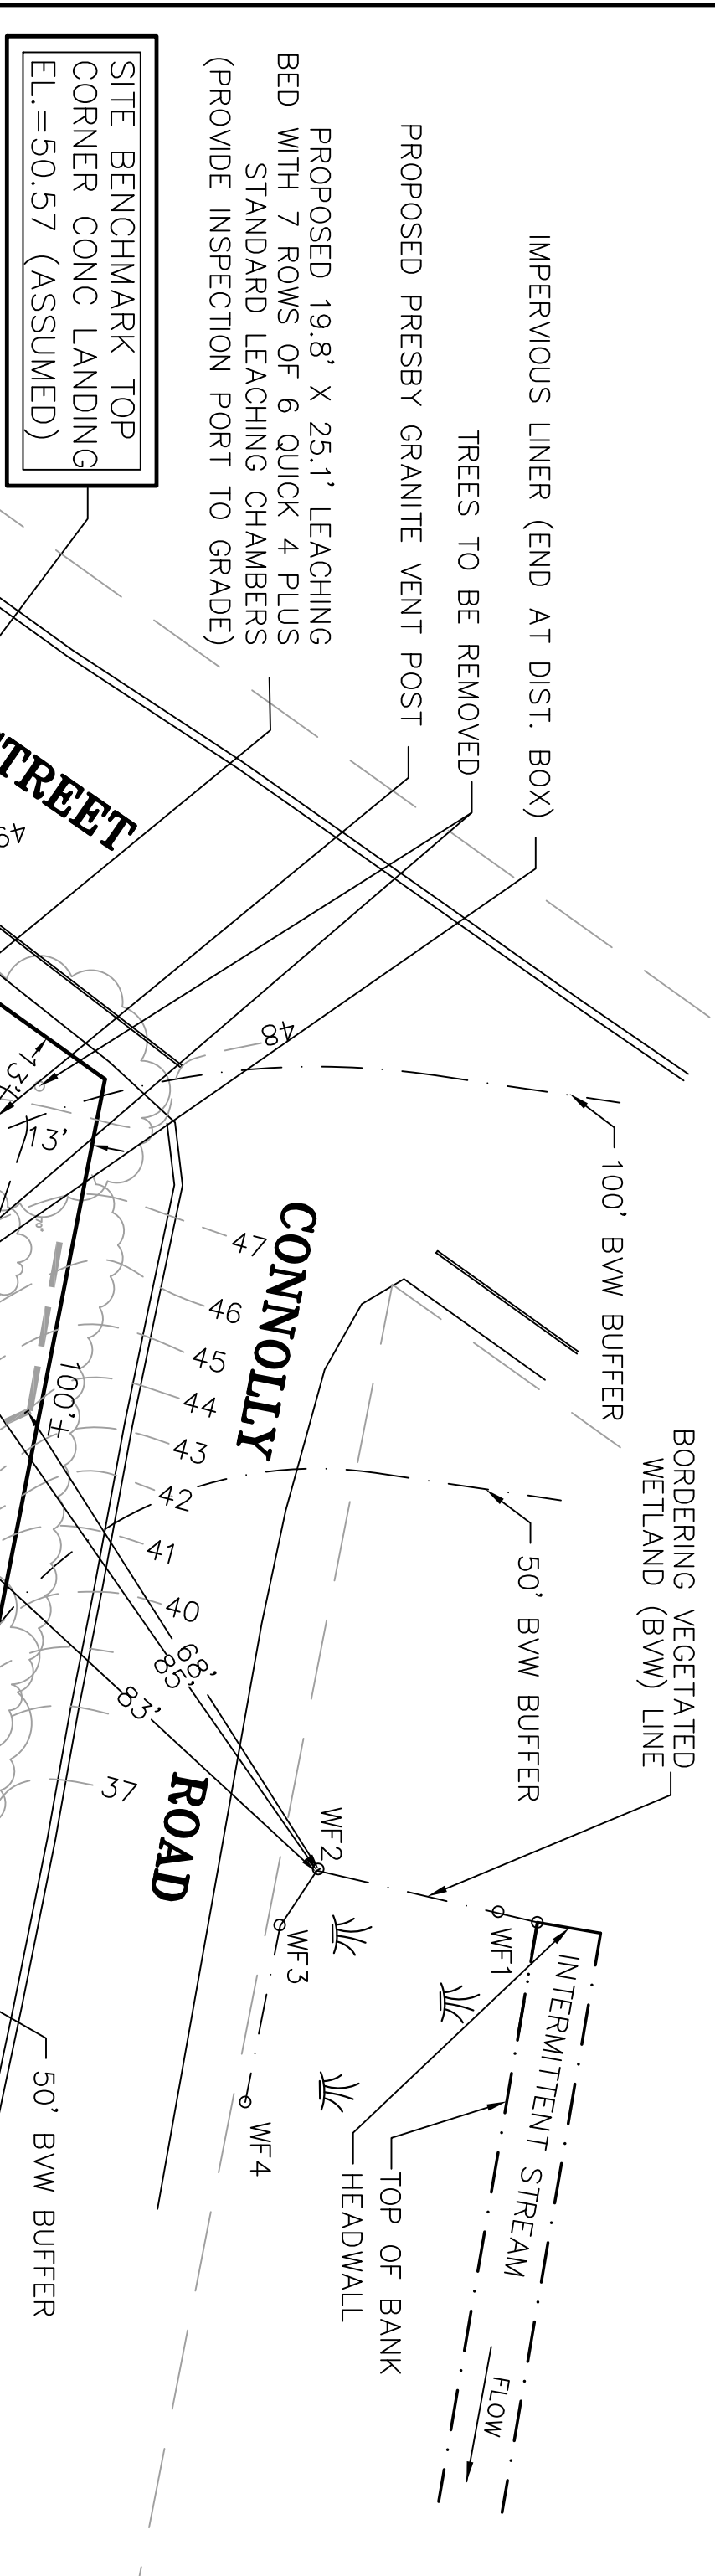 IMPERVIOUS LINER (END AT DIST. BOX)
TREES TO BE REMOVED
PROPOSED PRESBY GRANITE VENT POST
PROPOSED 19.8' X 25.1' LEACHING
BED WITH 7 ROWS OF 6 QUICK 4 PLUS
STANDARD LEACHING CHAMBERS
(PROVIDE INSPECTION PORT TO GRADE)
SITE BENCHMARK TOP
CORNER CONC LANDING
EL.=50.57 (ASSUMED)
STREET
49
48
13'
13'
100' BVW BUFFER
CONNOLLY
47
46
45
44
43
42
41
40
37
100'±
50' BVW BUFFER
BORDERING VEGETATED
WETLAND (BVW) LINE
68'
85'
83'
ROAD
WF2
WF3
WF1
WF4
INTERMITTENT STREAM
TOP OF BANK
HEADWALL
FLOW
50' BVW BUFFER